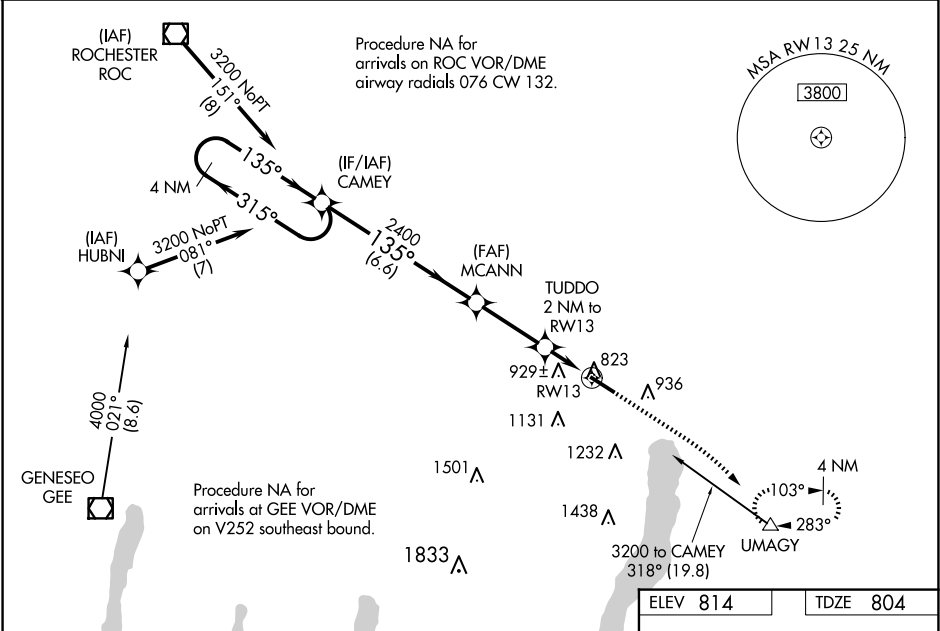 (IAF)
ROCHESTER
ROC
3200 NoPT
151°
(8)
Procedure NA for
arrivals on ROC VOR/DME
airway radials 076 CW 132.
MSA RW13 25 NM
3800
135°
4 NM
315°
(IF/IAF)
CAMEY
(IAF)
HUBNI
3200 NoPT
081°
(7)
2400
135°
(6.6)
(FAF)
MCANN
TUDDO
2 NM to
RW13
929±
823
RW13
936
1131
1232
4000
021°
(8.6)
1501
GENESEO
GEE
Procedure NA for
arrivals at GEE VOR/DME
on V252 southeast bound.
1438
1833
4 NM
103°
283°
UMAGY
3200 to CAMEY
318° (19.8)
ELEV 814
TDZE 804